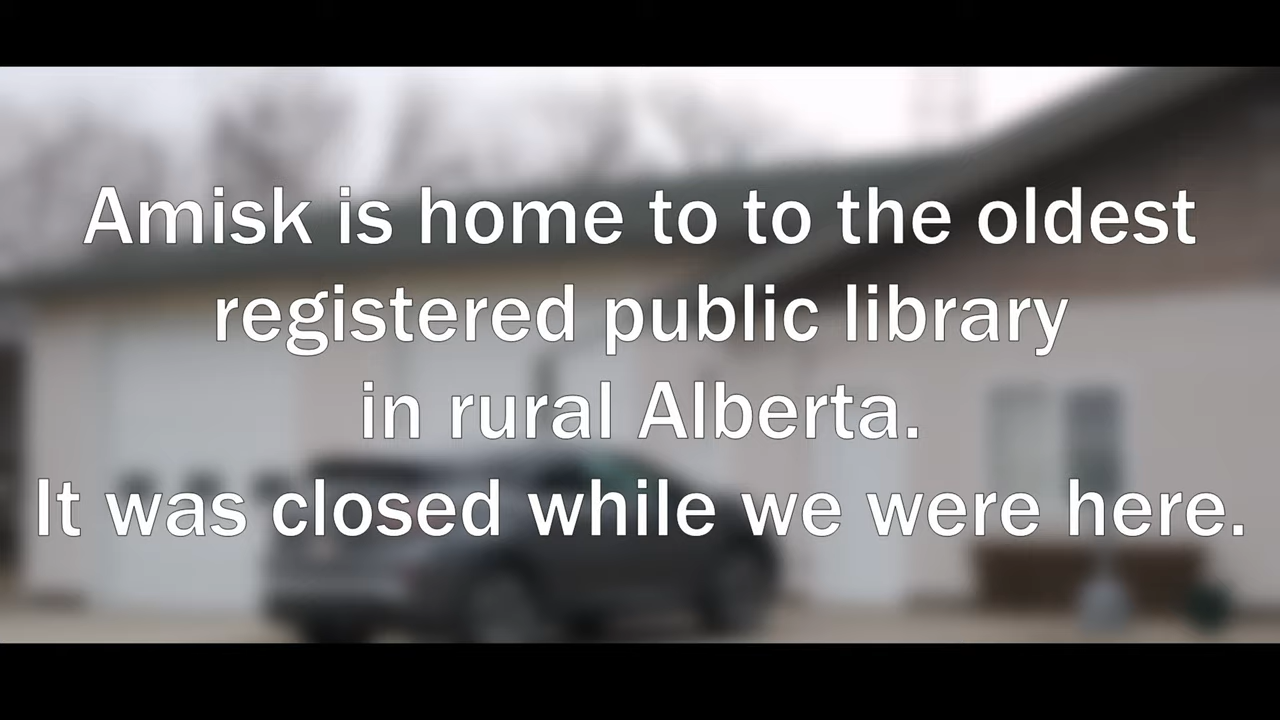 Amisk is home to to the oldest
registered public library
in rural Alberta.
It was closed while we were here.